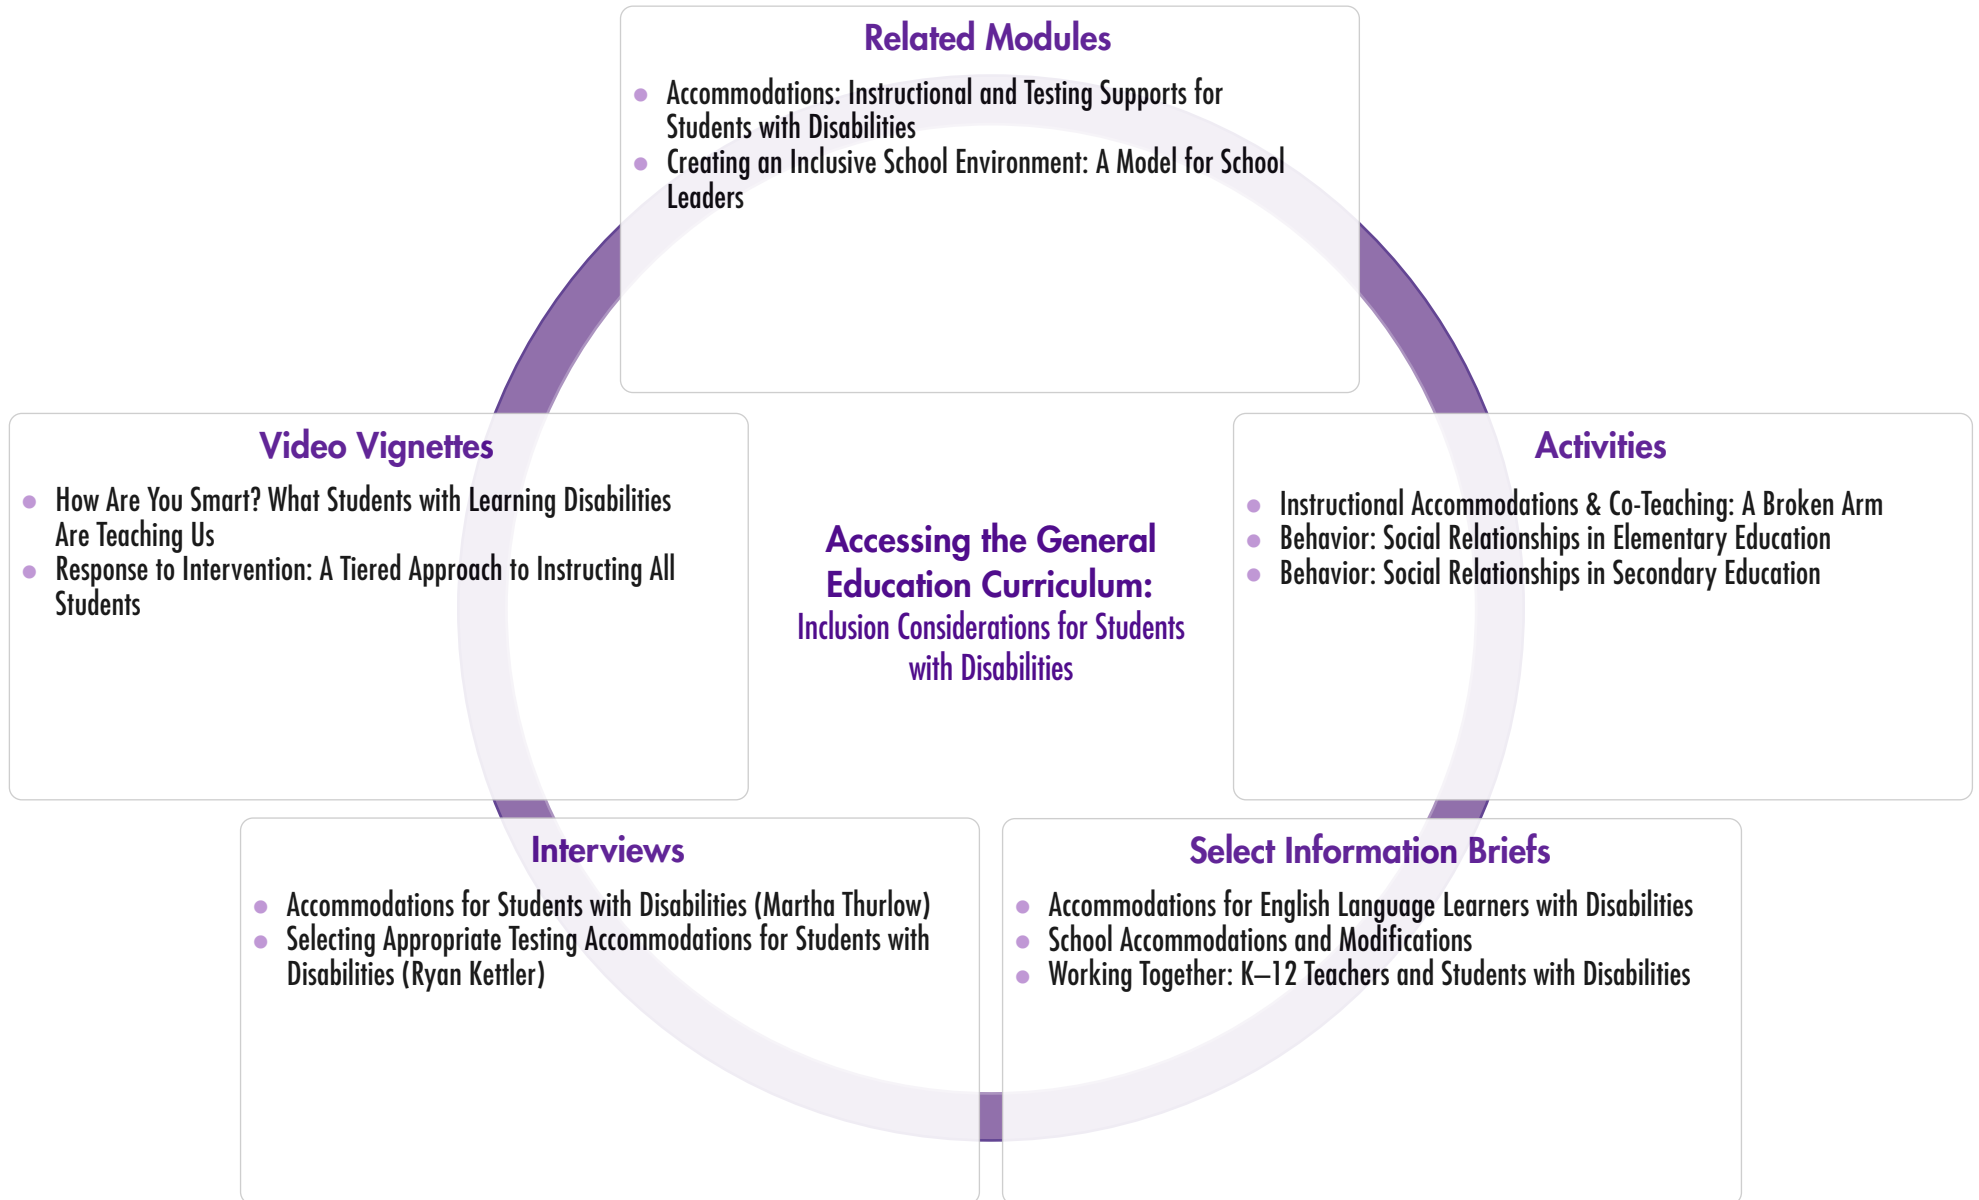 Related Modules
Accommodations: Instructional and Testing Supports for
Students with Disabilities
Creating an Inclusive School Environment: A Model for School
Leaders
Video Vignettes
How Are You Smart? What Students with Learning Disabilities
Are Teaching Us
Response to Intervention: A Tiered Approach to Instructing All
Students
Accessing the General
Education Curriculum:
Inclusion Considerations for Students
with Disabilities
Activities
Instructional Accommodations & Co-Teaching: A Broken Arm
Behavior: Social Relationships in Elementary Education
Behavior: Social Relationships in Secondary Education
Interviews
Accommodations for Students with Disabilities (Martha Thurlow)
Selecting Appropriate Testing Accommodations for Students with
Disabilities (Ryan Kettler)
Select Information Briefs
Accommodations for English Language Learners with Disabilities
School Accommodations and Modifications
Working Together: K–12 Teachers and Students with Disabilities